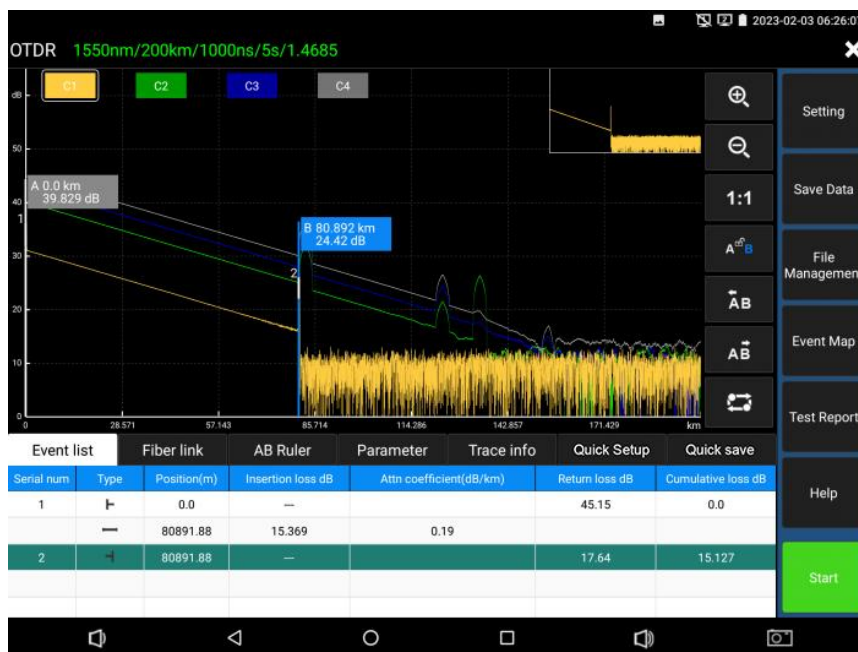 2023-02-03 06:26:07
OTDR 1550nm/200km/1000ns/5s/1.4685
C1 C2 C3 C4
dB
50
40
30
20
10
0
A 0.0 km
39.829 dB
1
B 80.892 km
24.42 dB
2
0 28.571 57.143 85.714 114.286 142.857 171.429 km
1:1
A B
AB
AB
Setting
Save Data
File
Managemen
Event Map
Test Report
Help
Start
Event list Fiber link AB Ruler Parameter Trace info Quick Setup Quick save
Serial num Type Position(m) Insertion loss dB Attn coefficient(dB/km) Return loss dB Cumulative loss dB
1 0.0 — 45.15 0.0
80891.88 15.369 0.19
2 80891.88 — 17.64 15.127